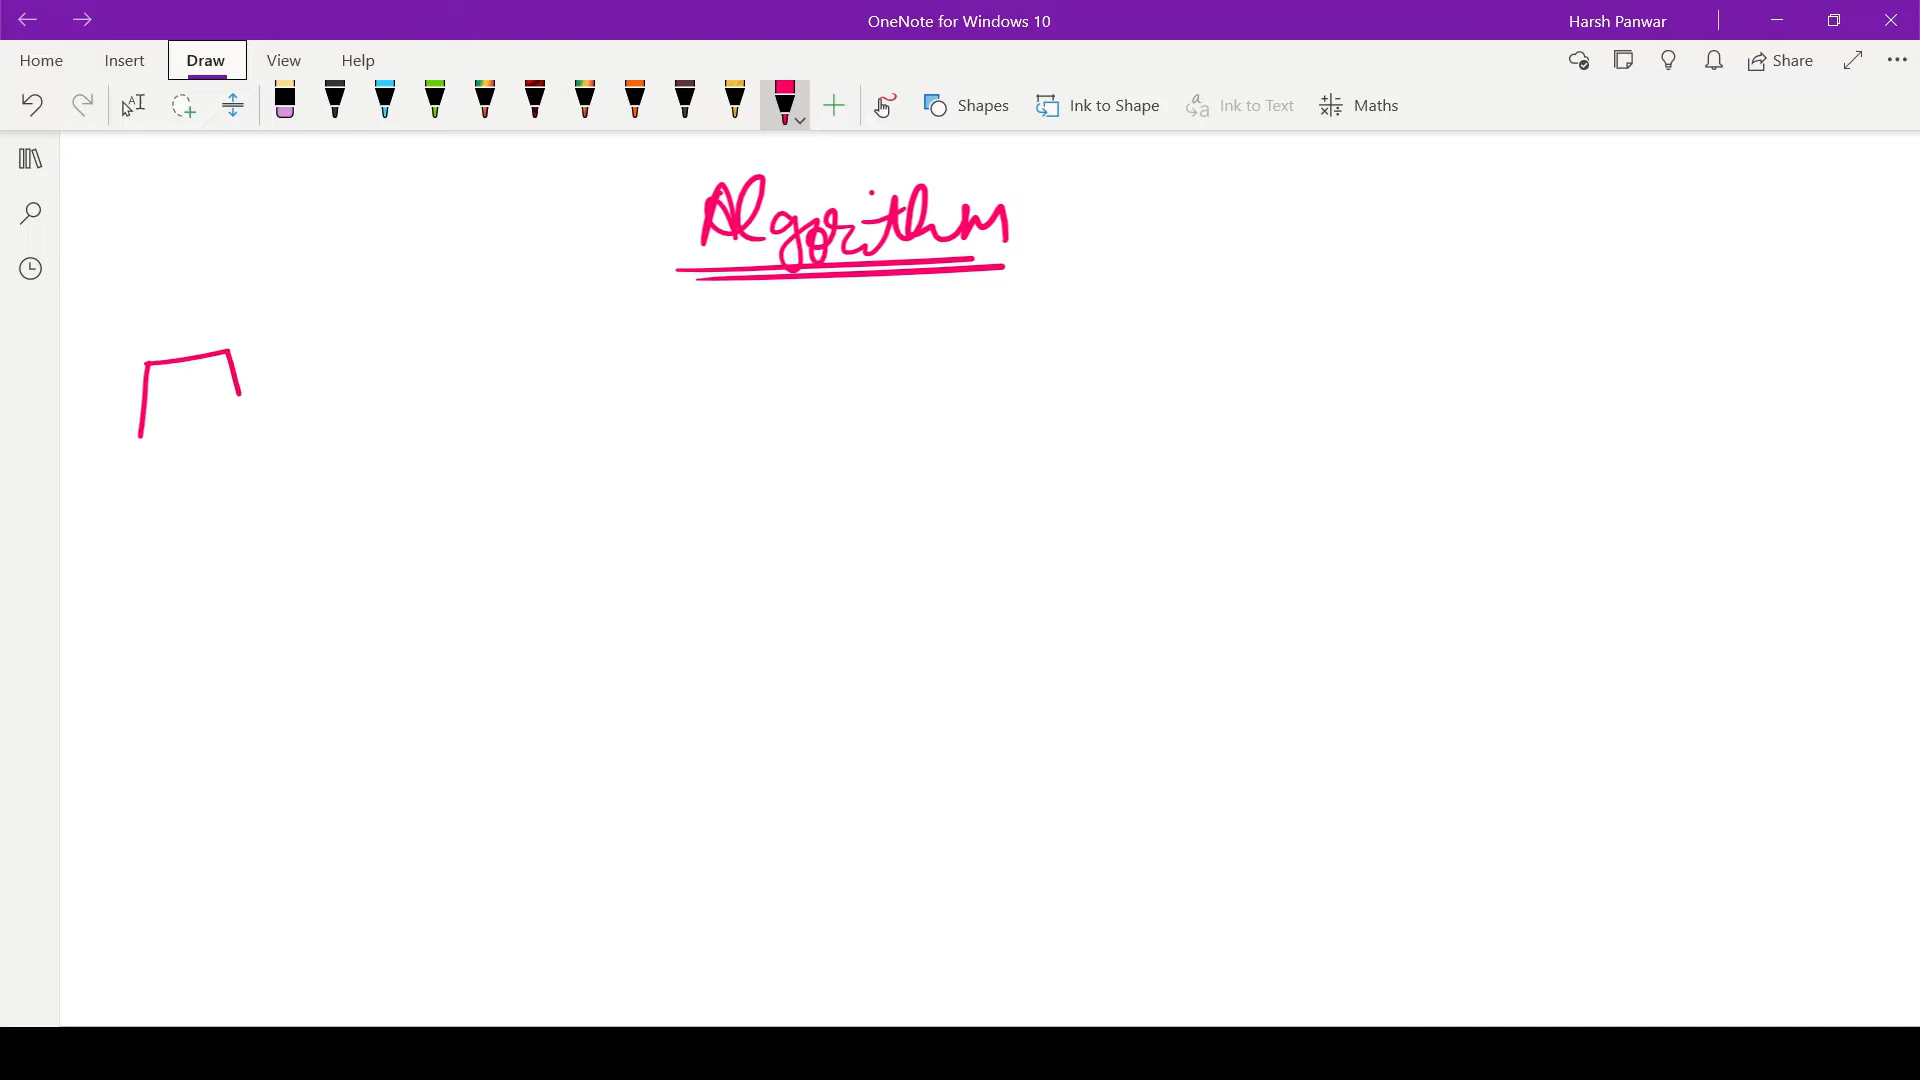 OneNote for Windows 10
Harsh Panwar
Home Insert Draw View Help
Share
Shapes Ink to Shape Ink to Text Maths
Algorithm